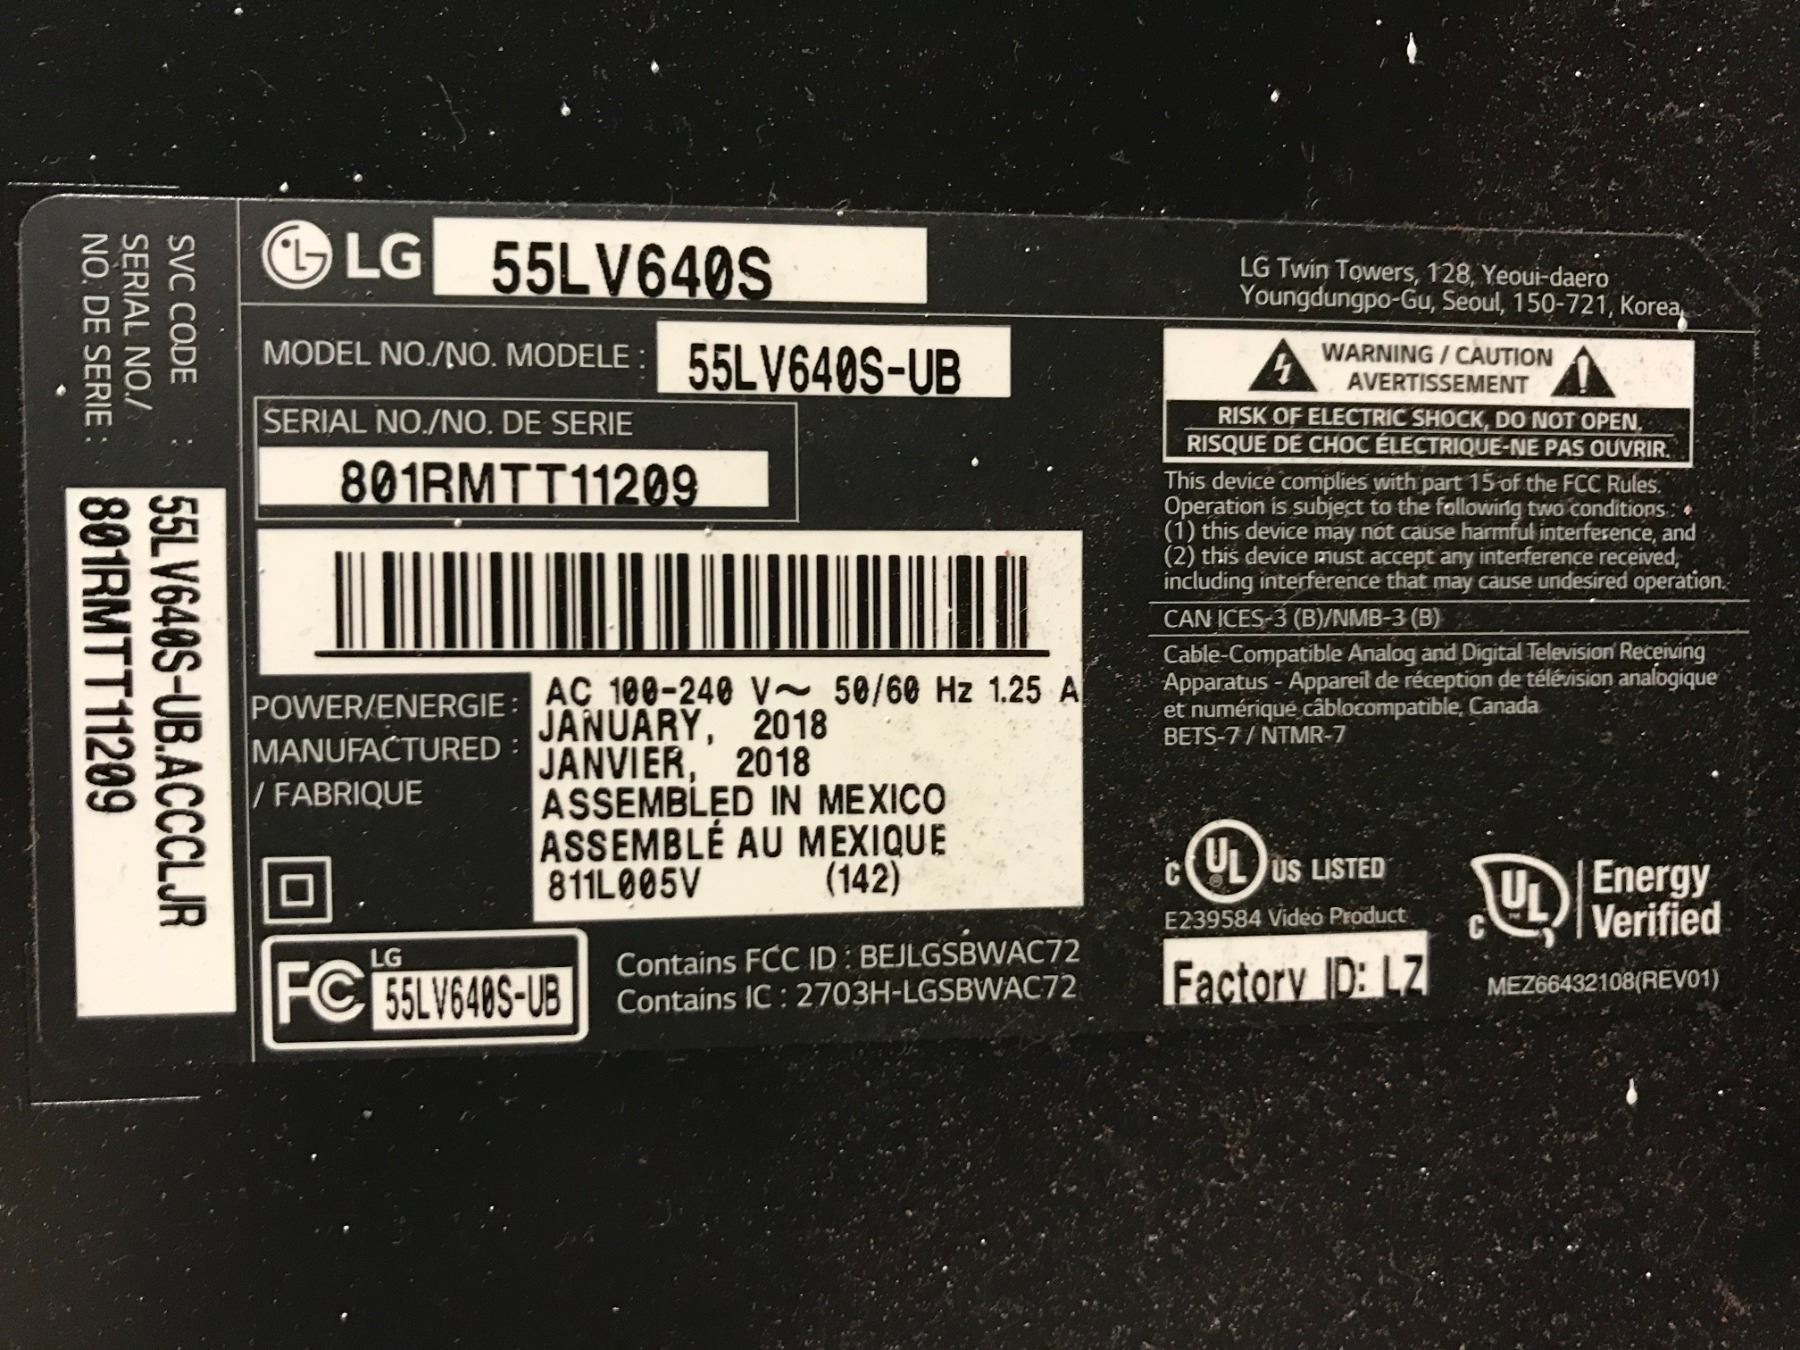 SVC CODE : 55LV640S-UB.ACCCLJR
SERIAL NO./
NO. DE SERIE : 801RMTT11209
LG 55LV640S
LG Twin Towers, 128, Yeoui-daero
Youngdungpo-Gu, Seoul, 150-721, Korea
MODEL NO./NO. MODELE : 55LV640S-UB
SERIAL NO./NO. DE SERIE
801RMTT11209
POWER/ENERGIE : AC 100-240 V~ 50/60 Hz 1.25 A
MANUFACTURED : JANUARY, 2018
/ FABRIQUE JANVIER, 2018
ASSEMBLED IN MEXICO
ASSEMBLÉ AU MEXIQUE
811L005V (142)
FC LG
55LV640S-UB
Contains FCC ID : BEJLGSBWAC72
Contains IC : 2703H-LGSBWAC72
WARNING / CAUTION
AVERTISSEMENT
RISK OF ELECTRIC SHOCK, DO NOT OPEN.
RISQUE DE CHOC ÉLECTRIQUE-NE PAS OUVRIR.
This device complies with part 15 of the FCC Rules.
Operation is subject to the following two conditions :
(1) this device may not cause harmful interference, and
(2) this device must accept any interference received,
including interference that may cause undesired operation.
CAN ICES-3 (B)/NMB-3 (B)
Cable-Compatible Analog and Digital Television Receiving
Apparatus - Appareil de réception de télévision analogique
et numérique câblocompatible, Canada
BETS-7 / NTMR-7
C UL US LISTED
E239584 Video Product
C UL Energy
Verified
Factory ID: LZ
MEZ66432108(REV01)